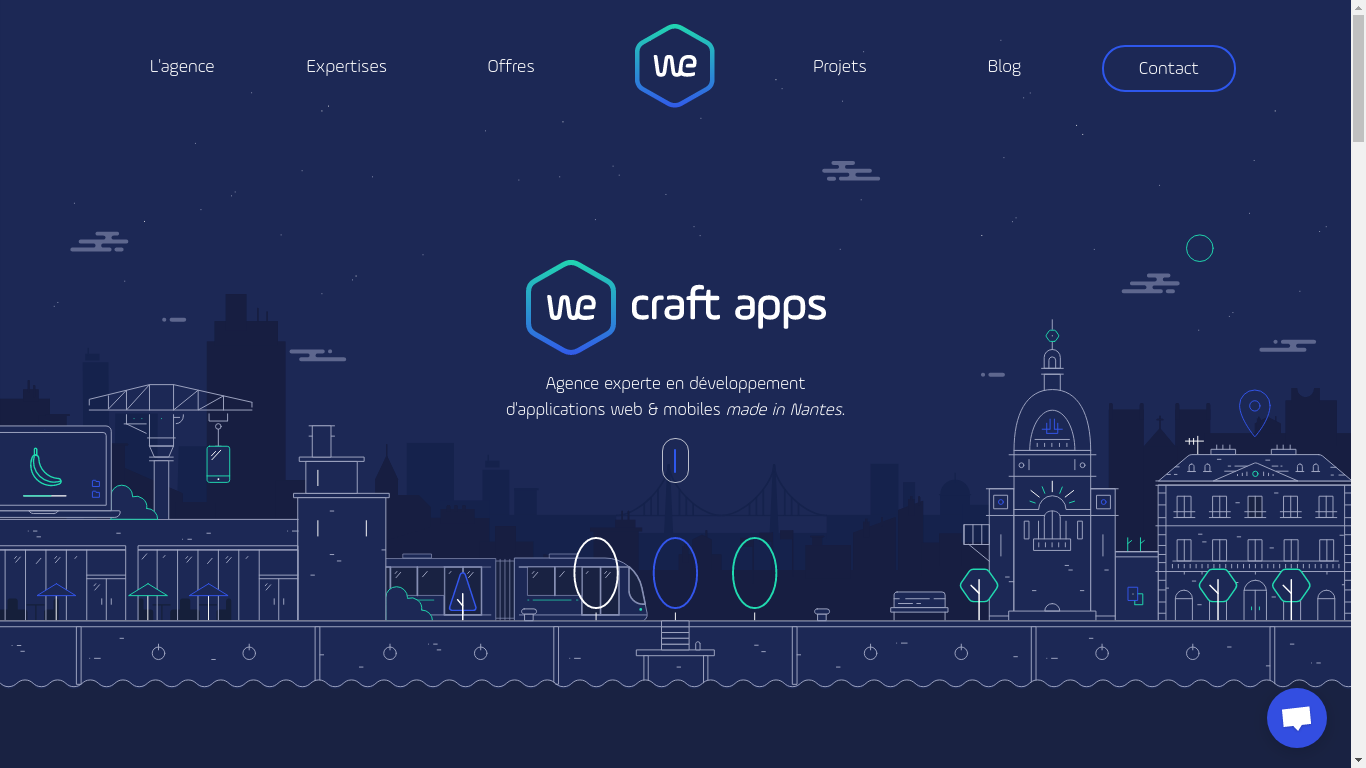 L'agence
Expertises
Offres
we
Projets
Blog
Contact
we craft apps
Agence experte en développement
d'applications web & mobiles made in Nantes.